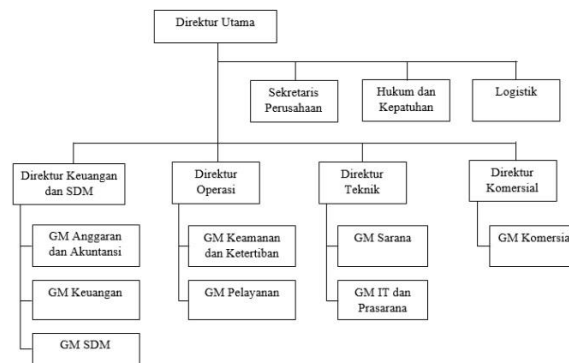 Direktur Utama
Sekretaris
Perusahaan
Hukum dan
Kepatuhan
Logistik
Direktur Keuangan
dan SDM
Direktur
Operasi
Direktur
Teknik
Direktur
Komersial
GM Anggaran
dan Akuntansi
GM Keamanan
dan Ketertiban
GM Sarana
GM Komersia
GM Keuangan
GM Pelayanan
GM IT dan
Prasarana
GM SDM